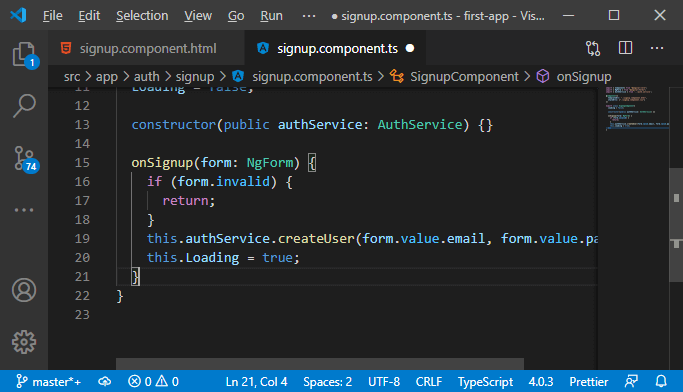 File Edit View Go Run ··· ● signup.component.ts - first-app - Vis...
signup.component.html signup.component.ts ●
src > app > auth > signup > signup.component.ts > SignupComponent > onSignup
11 Loading = false;
12
13 constructor(public authService: AuthService) {}
14
15 onSignup(form: NgForm) {
16 if (form.invalid) {
17 return;
18 }
19 this.authService.createUser(form.value.email, form.value.pa
20 this.Loading = true;
21 }
22 }
23
1
74
master*+ 0 0 Ln 21, Col 4 Spaces: 2 UTF-8 CRLF TypeScript 4.0.3 Prettier